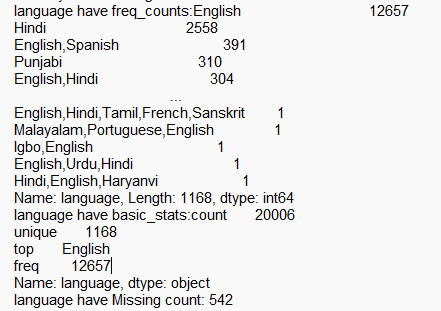 language have freq_counts:English 12657
Hindi 2558
English,Spanish 391
Punjabi 310
English,Hindi 304
...
English,Hindi,Tamil,French,Sanskrit 1
Malayalam,Portuguese,English 1
Igbo,English 1
English,Urdu,Hindi 1
Hindi,English,Haryanvi 1
Name: language, Length: 1168, dtype: int64
language have basic_stats:count 20006
unique 1168
top English
freq 12657
Name: language, dtype: object
language have Missing count: 542